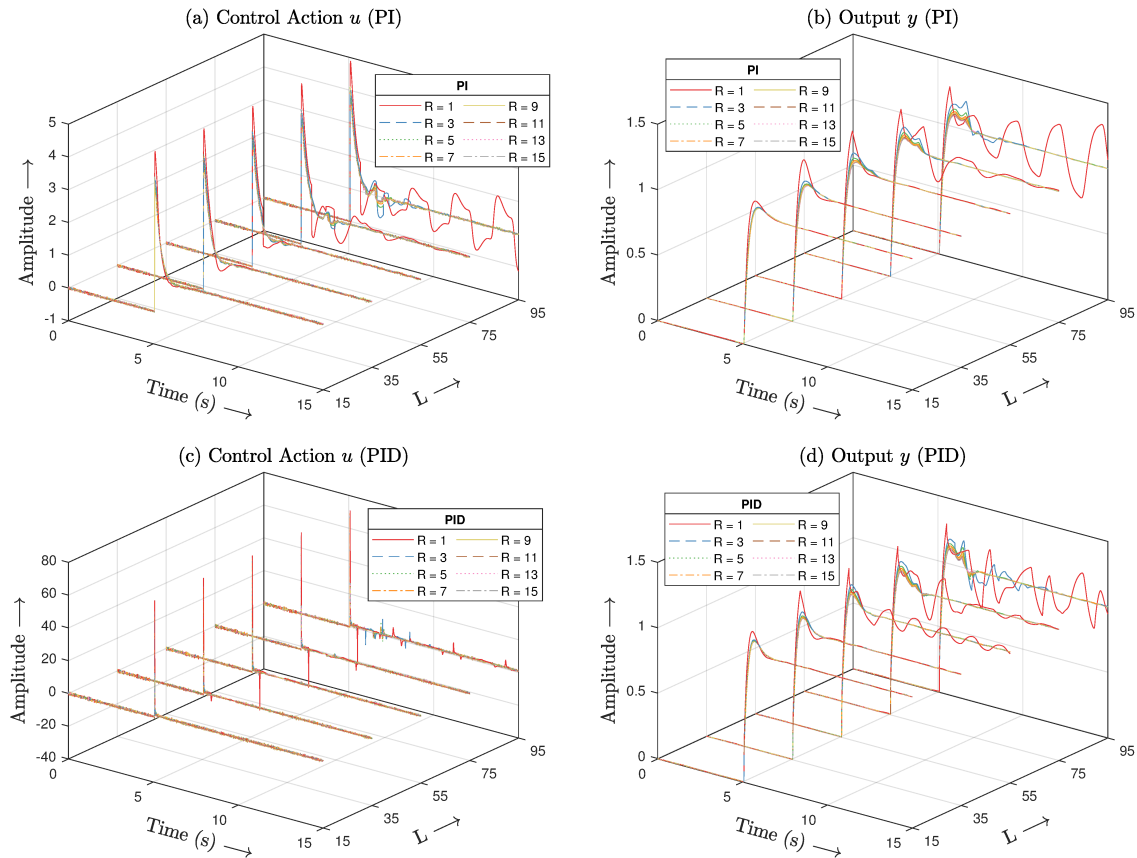 (a) Control Action u (PI)
(b) Output y (PI)
PI
R = 1 R = 9
R = 3 R = 11
R = 5 R = 13
R = 7 R = 15
5
4
3
2
1
0
-1
Amplitude ⟶
0
5
10
15
Time (s) ⟶
15
35
55
75
95
L ⟶
PI
R = 1 R = 9
R = 3 R = 11
R = 5 R = 13
R = 7 R = 15
1.5
1
0.5
0
Amplitude ⟶
0
5
10
15
Time (s) ⟶
15
35
55
75
95
L ⟶
(c) Control Action u (PID)
(d) Output y (PID)
PID
R = 1 R = 9
R = 3 R = 11
R = 5 R = 13
R = 7 R = 15
80
60
40
20
0
-20
-40
Amplitude ⟶
0
5
10
15
Time (s) ⟶
15
35
55
75
95
L ⟶
PID
R = 1 R = 9
R = 3 R = 11
R = 5 R = 13
R = 7 R = 15
1.5
1
0.5
0
Amplitude ⟶
0
5
10
15
Time (s) ⟶
15
35
55
75
95
L ⟶